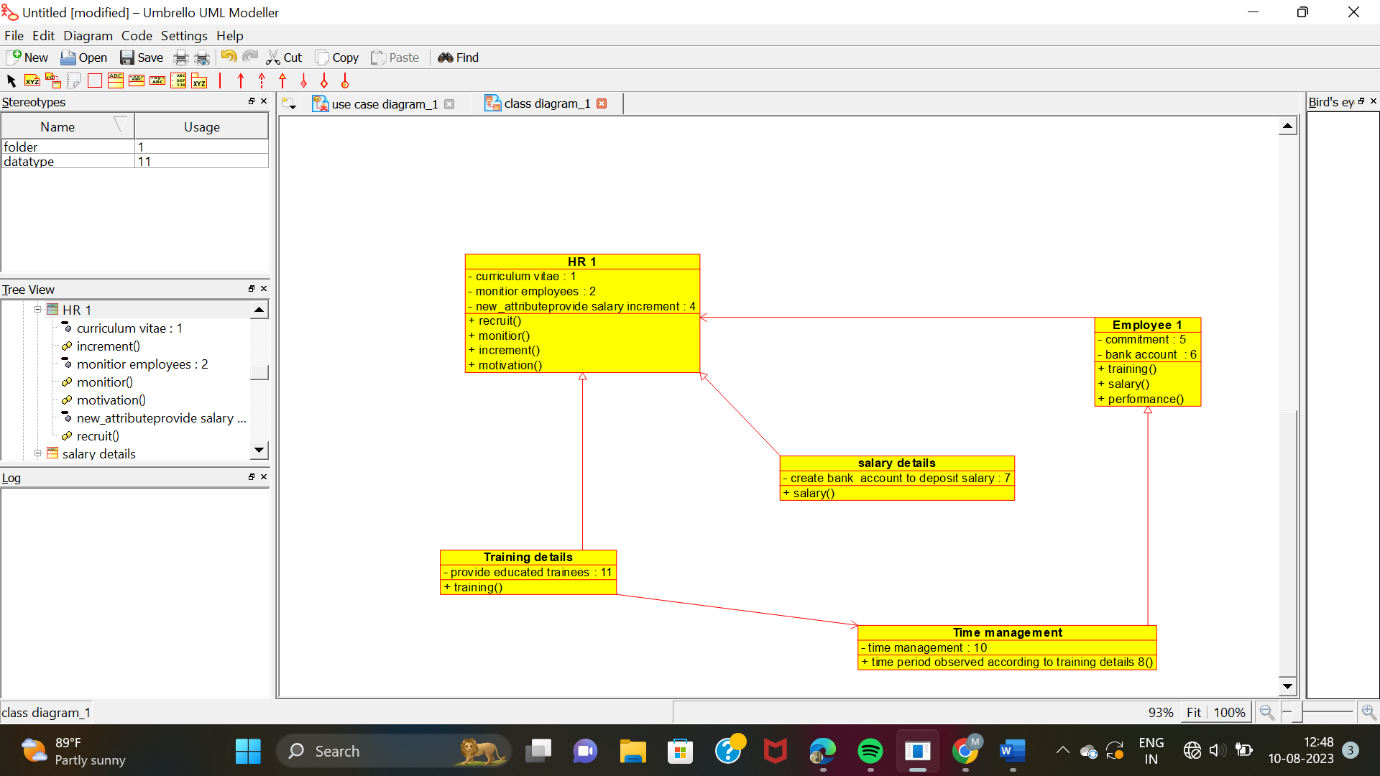 Untitled [modified] – Umbrello UML Modeller
File Edit Diagram Code Settings Help
New Open Save Cut Copy Paste Find
Stereotypes
Name Usage
folder 1
datatype 11
Tree View
HR 1
curriculum vitae : 1
increment()
monitior employees : 2
monitior()
motivation()
new_attributeprovide salary ...
recruit()
salary details
Log
use case diagram_1
class diagram_1
Bird's ey
HR 1
- curriculum vitae : 1
- monitior employees : 2
- new_attributeprovide salary increment : 4
+ recruit()
+ monitior()
+ increment()
+ motivation()
Employee 1
- commitment : 5
- bank account : 6
+ training()
+ salary()
+ performance()
salary details
- create bank account to deposit salary : 7
+ salary()
Training details
- provide educated trainees : 11
+ training()
Time management
- time management : 10
+ time period observed according to training details 8()
class diagram_1
93% Fit 100%
89°F
Partly sunny
Search
ENG
IN
12:48
10-08-2023
3